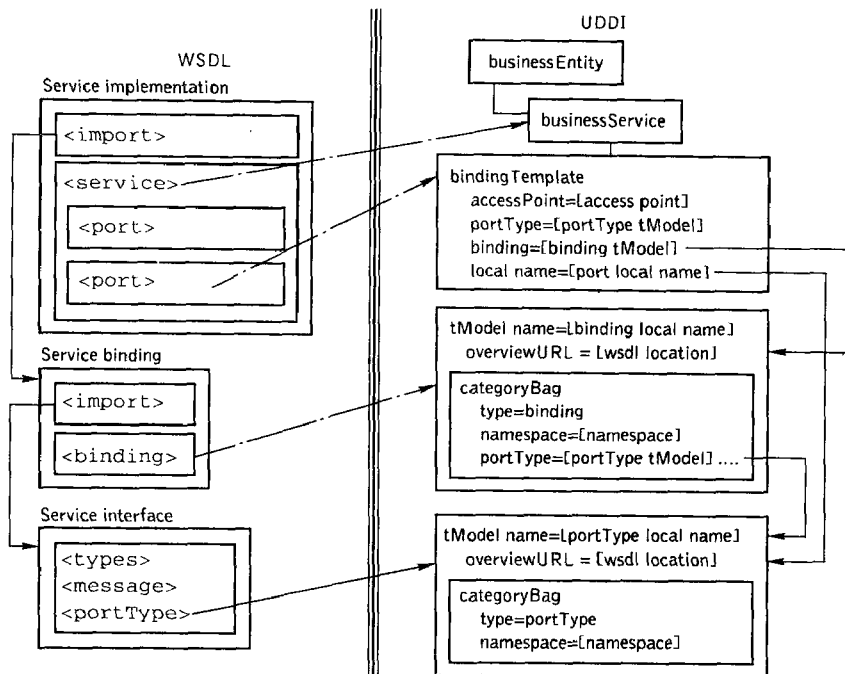 WSDL
Service implementation
<import>
<service>
<port>
<port>
Service binding
<import>
<binding>
Service interface
<types>
<message>
<portType>
UDDI
businessEntity
businessService
bindingTemplate
accessPoint=[access point]
portType=[portType tModel]
binding=[binding tModel]
local name=[port local name]
tModel name=[binding local name]
overviewURL = [wsdl location]
categoryBag
type=binding
namespace=[namespace]
portType=[portType tModel] ....
tModel name=[portType local name]
overviewURL = [wsdl location]
categoryBag
type=portType
namespace=[namespace]